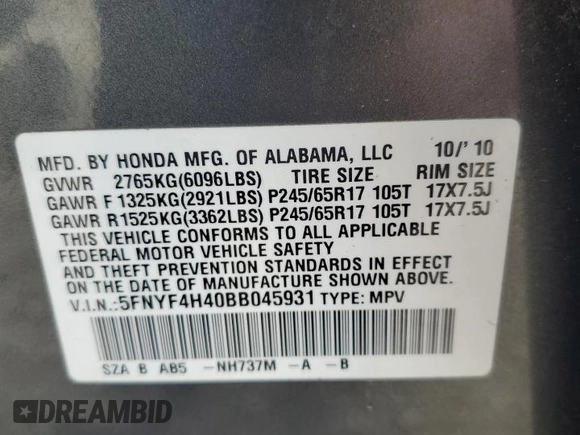 MFD. BY HONDA MFG. OF ALABAMA, LLC 10/'10
GVWR 2765KG(6096LBS) TIRE SIZE RIM SIZE
GAWR F 1325KG(2921LBS) P245/65R17 105T 17X7.5J
GAWR R 1525KG(3362LBS) P245/65R17 105T 17X7.5J
THIS VEHICLE CONFORMS TO ALL APPLICABLE
FEDERAL MOTOR VEHICLE SAFETY
AND THEFT PREVENTION STANDARDS IN EFFECT
ON THE DATE OF MANUFACTURE SHOWN ABOVE.
V.I.N.:5FNYF4H40BB045931 TYPE: MPV
SZA B AB5 -NH737M -A -B
DREAMBID